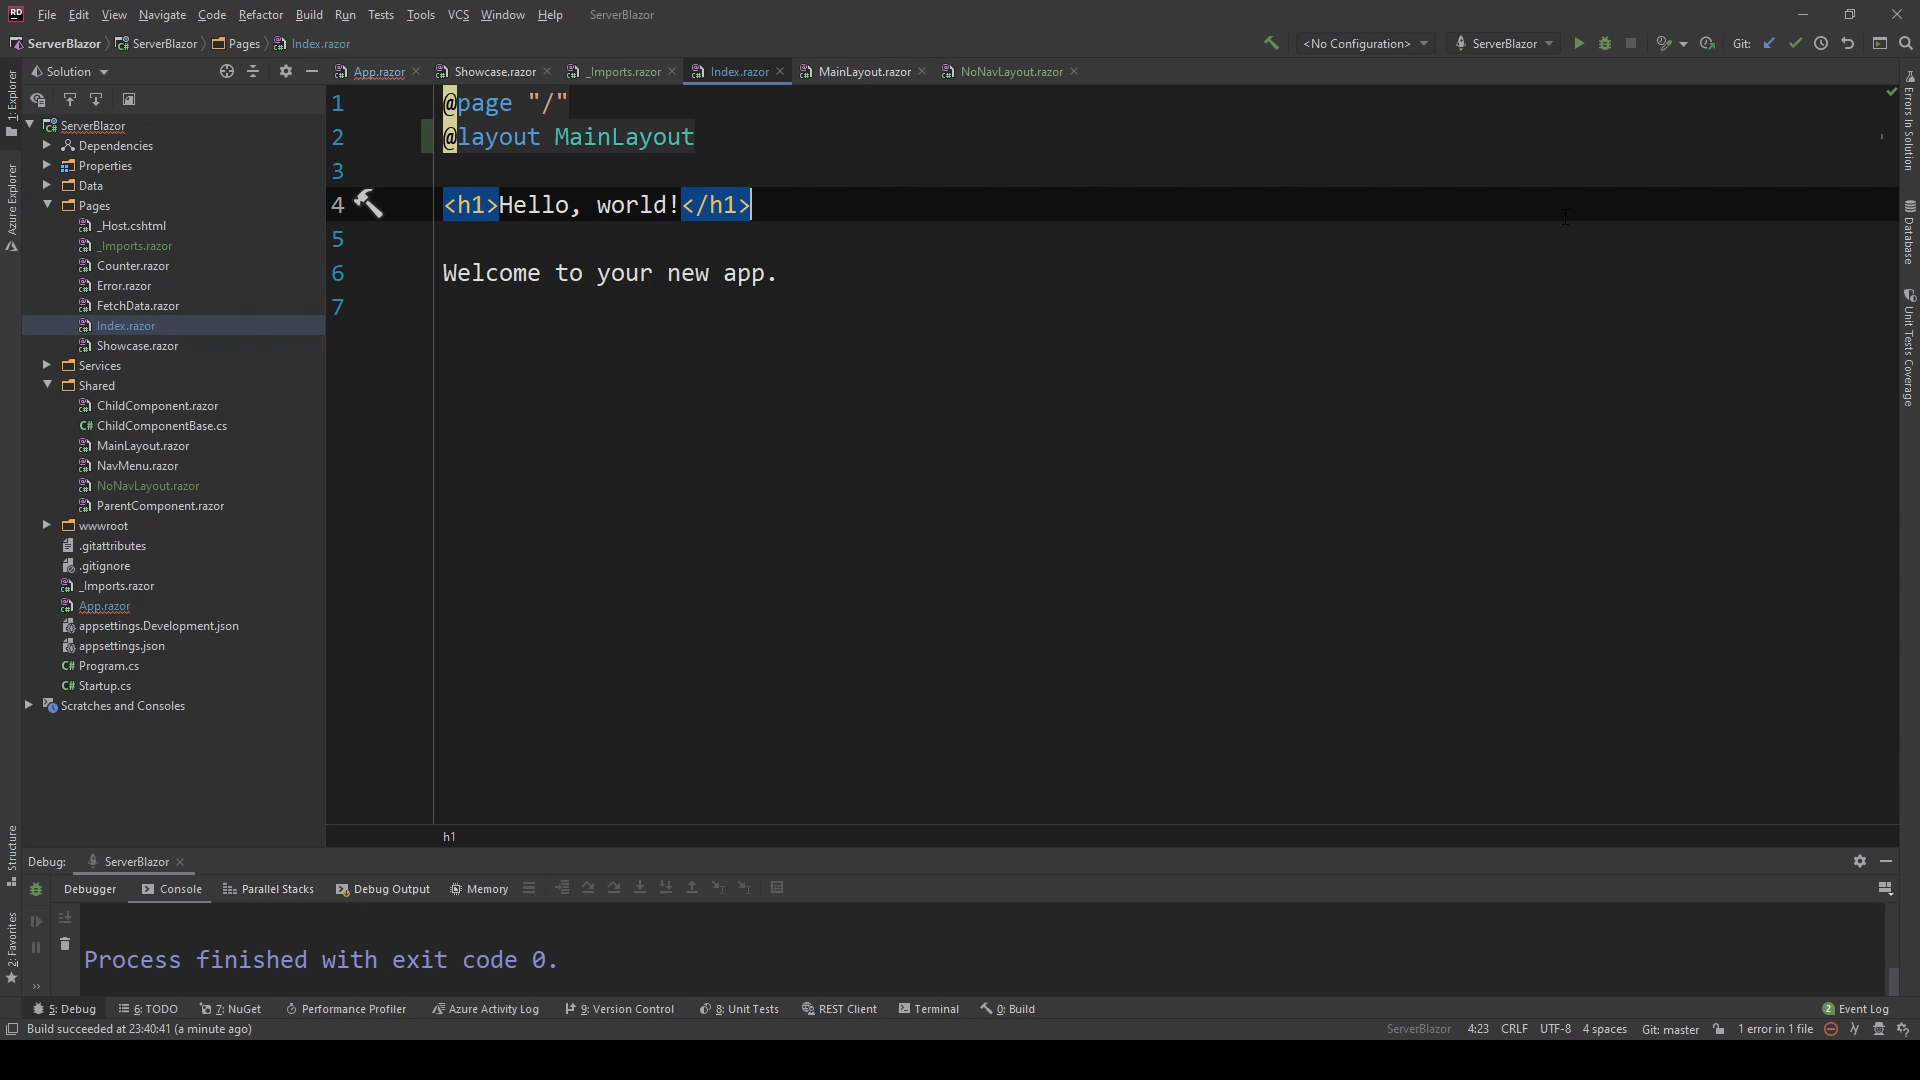 File Edit View Navigate Code Refactor Build Run Tests Tools VCS Window Help ServerBlazor
ServerBlazor ServerBlazor Pages Index.razor <No Configuration> ServerBlazor Git:
Solution App.razor Showcase.razor _Imports.razor Index.razor MainLayout.razor NoNavLayout.razor
1: Explorer
Azure Explorer
Structure
2: Favorites
ServerBlazor
Dependencies
Properties
Data
Pages
_Host.cshtml
_Imports.razor
Counter.razor
Error.razor
FetchData.razor
Index.razor
Showcase.razor
Services
Shared
ChildComponent.razor
C# ChildComponentBase.cs
MainLayout.razor
NavMenu.razor
NoNavLayout.razor
ParentComponent.razor
wwwroot
.gitattributes
.gitignore
_Imports.razor
App.razor
appsettings.Development.json
appsettings.json
C# Program.cs
C# Startup.cs
Scratches and Consoles
1 @page "/"
2 @layout MainLayout
3
4 <h1>Hello, world!</h1>
5
6 Welcome to your new app.
7
h1
Errors In Solution
Database
Unit Tests Coverage
Debug: ServerBlazor
Debugger Console Parallel Stacks Debug Output Memory
Process finished with exit code 0.
5: Debug 6: TODO 7: NuGet Performance Profiler Azure Activity Log 9: Version Control 8: Unit Tests REST Client Terminal 0: Build 2 Event Log
Build succeeded at 23:40:41 (a minute ago) ServerBlazor 4:23 CRLF UTF-8 4 spaces Git: master 1 error in 1 file